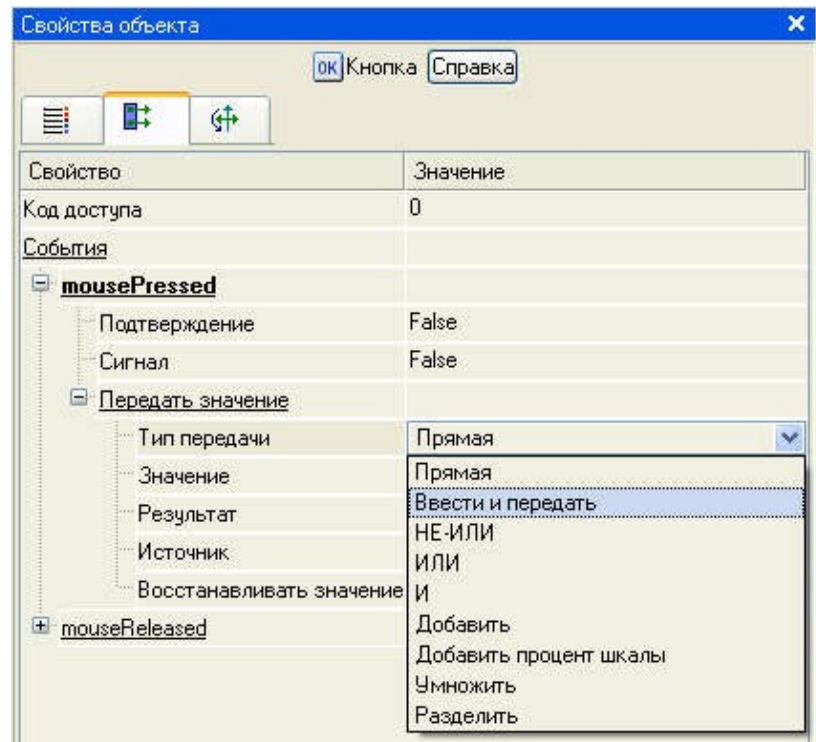 Свойства объекта
ОК Кнопка Справка
Свойство Значение
Код доступа 0
События
mousePressed
Подтверждение False
Сигнал False
Передать значение
Тип передачи Прямая
Значение Прямая
Ввести и передать
Результат НЕ-ИЛИ
Источник ИЛИ
Восстанавливать значение И
mouseReleased Добавить
Добавить процент шкалы
Умножить
Разделить